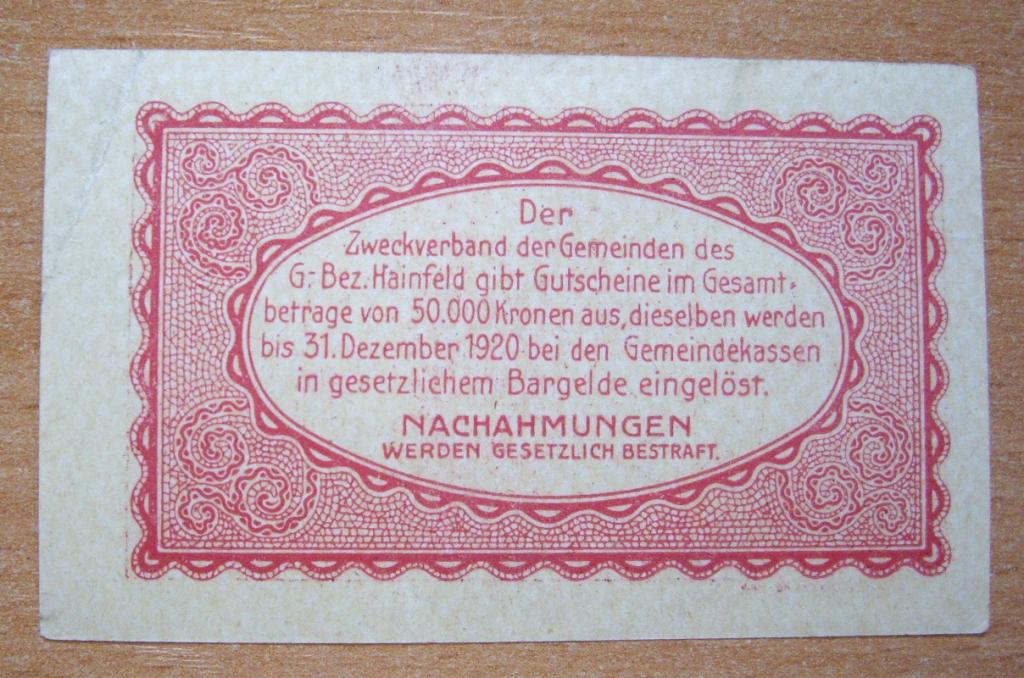 Der
Zweckverband der Gemeinden des
G.-Bez. Hainfeld gibt Gutscheine im Gesamt-
betrage von 50.000 Kronen aus, dieselben werden
bis 31. Dezember 1920 bei den Gemeindekassen
in gesetzlichem Bargelde eingelöst.
NACHAHMUNGEN
WERDEN GESETZLICH BESTRAFT.